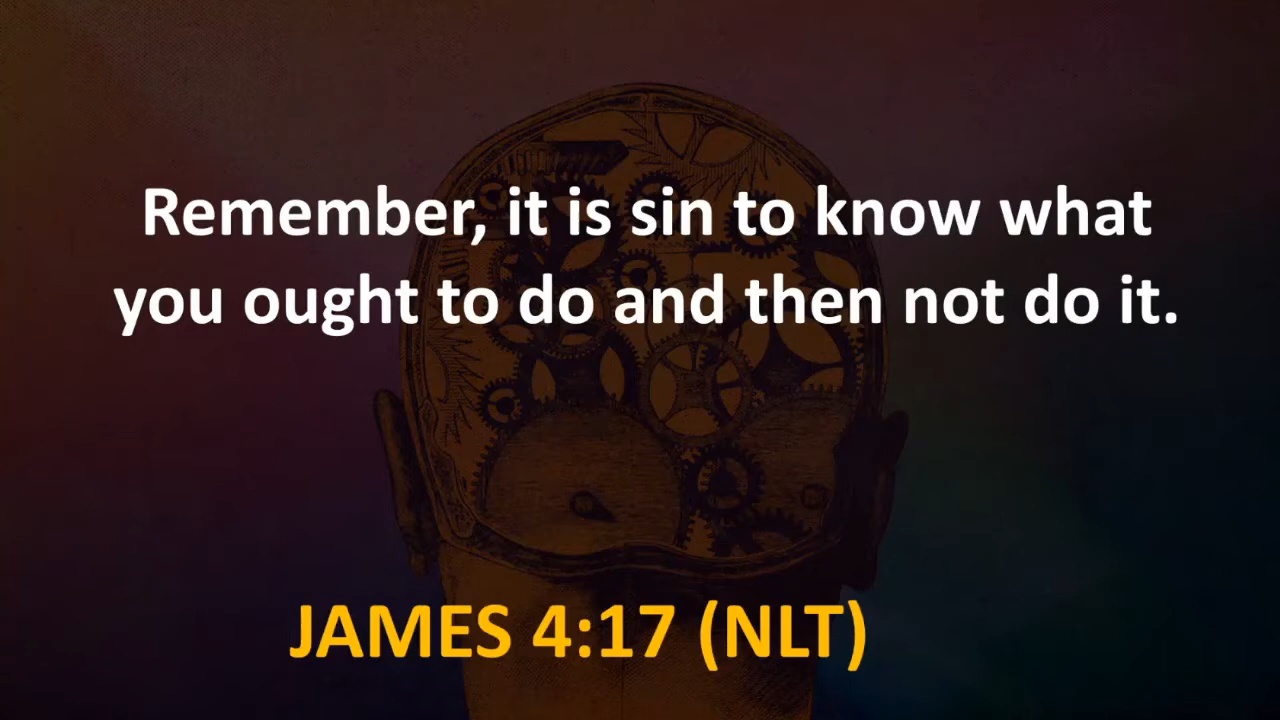 Remember, it is sin to know what
you ought to do and then not do it.
JAMES 4:17 (NLT)